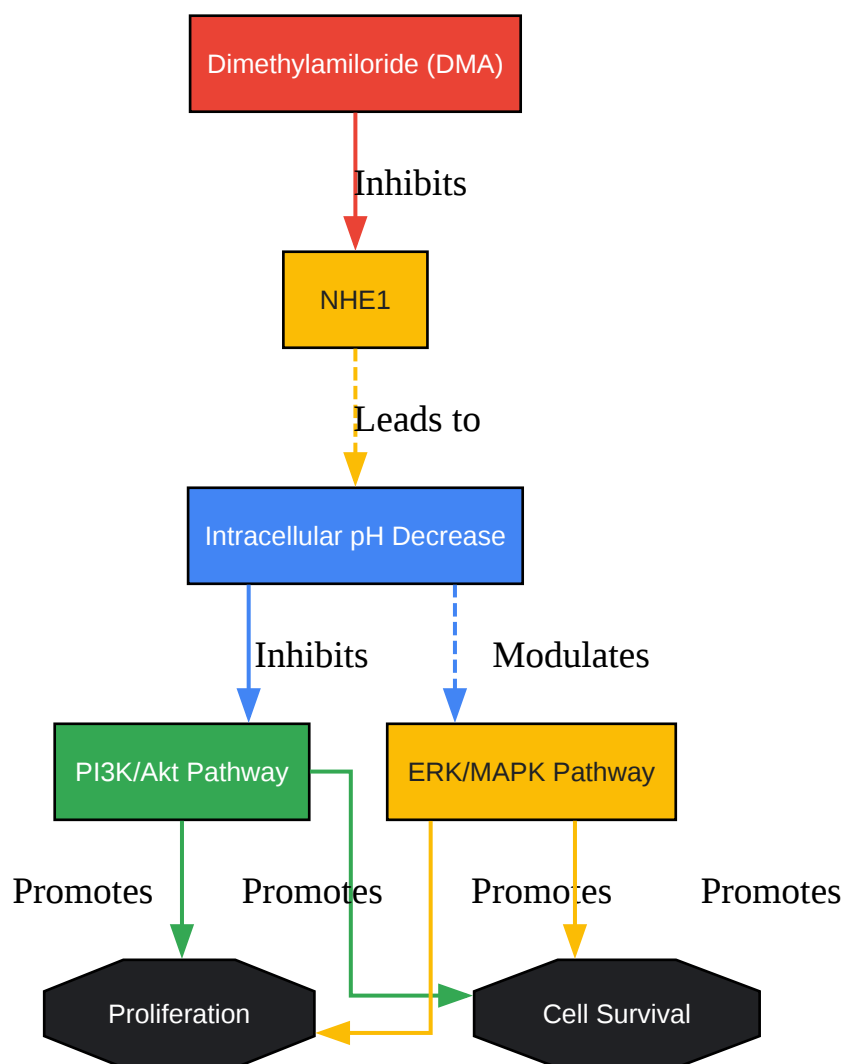 Dimethylamiloride (DMA)
Inhibits
NHE1
Leads to
Intracellular pH Decrease
Inhibits
Modulates
PI3K/Akt Pathway
ERK/MAPK Pathway
Promotes
Promotes
Promotes
Promotes
Proliferation
Cell Survival